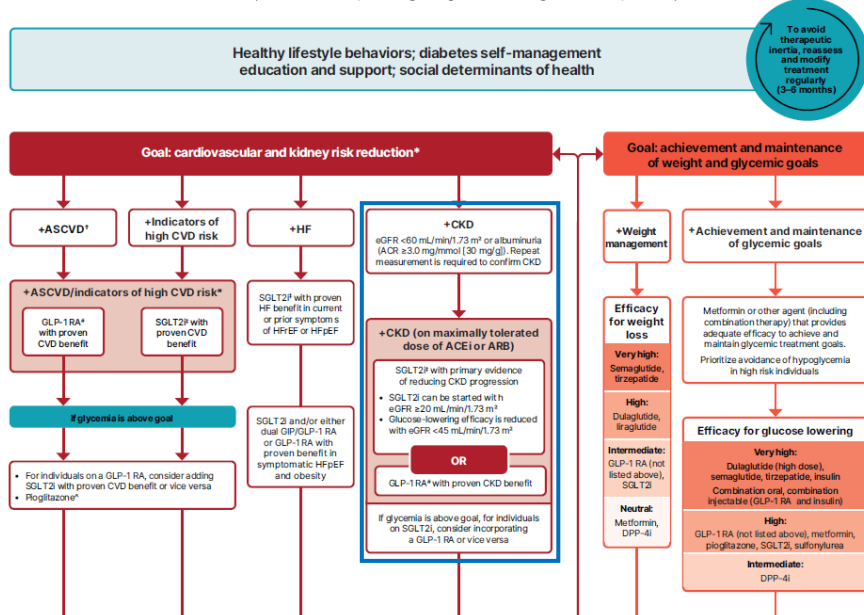 Healthy lifestyle behaviors; diabetes self-management
education and support; social determinants of health
To avoid
therapeutic
inertia, reassess
and modify
treatment
regularly
(3–6 months)
Goal: cardiovascular and kidney risk reduction*
+ASCVD†
+Indicators of
high CVD risk
+HF
+CKD
eGFR <60 mL/min/1.73 m² or albuminuria
(ACR ≥3.0 mg/mmol [30 mg/g]). Repeat
measurement is required to confirm CKD
+ASCVD/indicators of high CVD risk*
GLP-1 RA#
with proven
CVD benefit
SGLT2i§ with
proven CVD
benefit
If glycemia is above goal
• For individuals on a GLP-1 RA, consider adding
SGLT2i with proven CVD benefit or vice versa
• Pioglitazone^
with proven
HF benefit in current
or prior symptoms
of HFrEF or HFpEF
SGLT2i and/or either
dual GIP/GLP-1 RA
or GLP-1 RA with
proven benefit in
symptomatic HFpEF
and obesity
+CKD (on maximally tolerated
dose of ACEi or ARB)
SGLT2i§ with primary evidence
of reducing CKD progression
• SGLT2i can be started with
eGFR ≥20 mL/min/1.73 m²
• Glucose-lowering efficacy is reduced
with eGFR <45 mL/min/1.73 m²
OR
GLP-1 RA# with proven CKD benefit
If glycemia is above goal, for individuals
on SGLT2i, consider incorporating
a GLP-1 RA or vice versa
Goal: achievement and maintenance
of weight and glycemic goals
+Weight
management
Efficacy
for weight
loss
Very high:
Semaglutide,
tirzepatide
High:
Dulaglutide,
liraglutide
Intermediate:
GLP-1 RA (not
listed above),
SGLT2i
Neutral:
Metformin,
DPP-4i
+Achievement and maintenance
of glycemic goals
Metformin or other agent (including
combination therapy) that provides
adequate efficacy to achieve and
maintain glycemic treatment goals.
Prioritize avoidance of hypoglycemia
in high risk individuals
Efficacy for glucose lowering
Very high:
Dulaglutide (high dose),
semaglutide, tirzepatide, insulin
Combination oral, combination
injectable (GLP-1 RA and insulin)
High:
GLP-1 RA (not listed above), metformin,
pioglitazone, SGLT2i, sulfonylurea
Intermediate:
DPP-4i